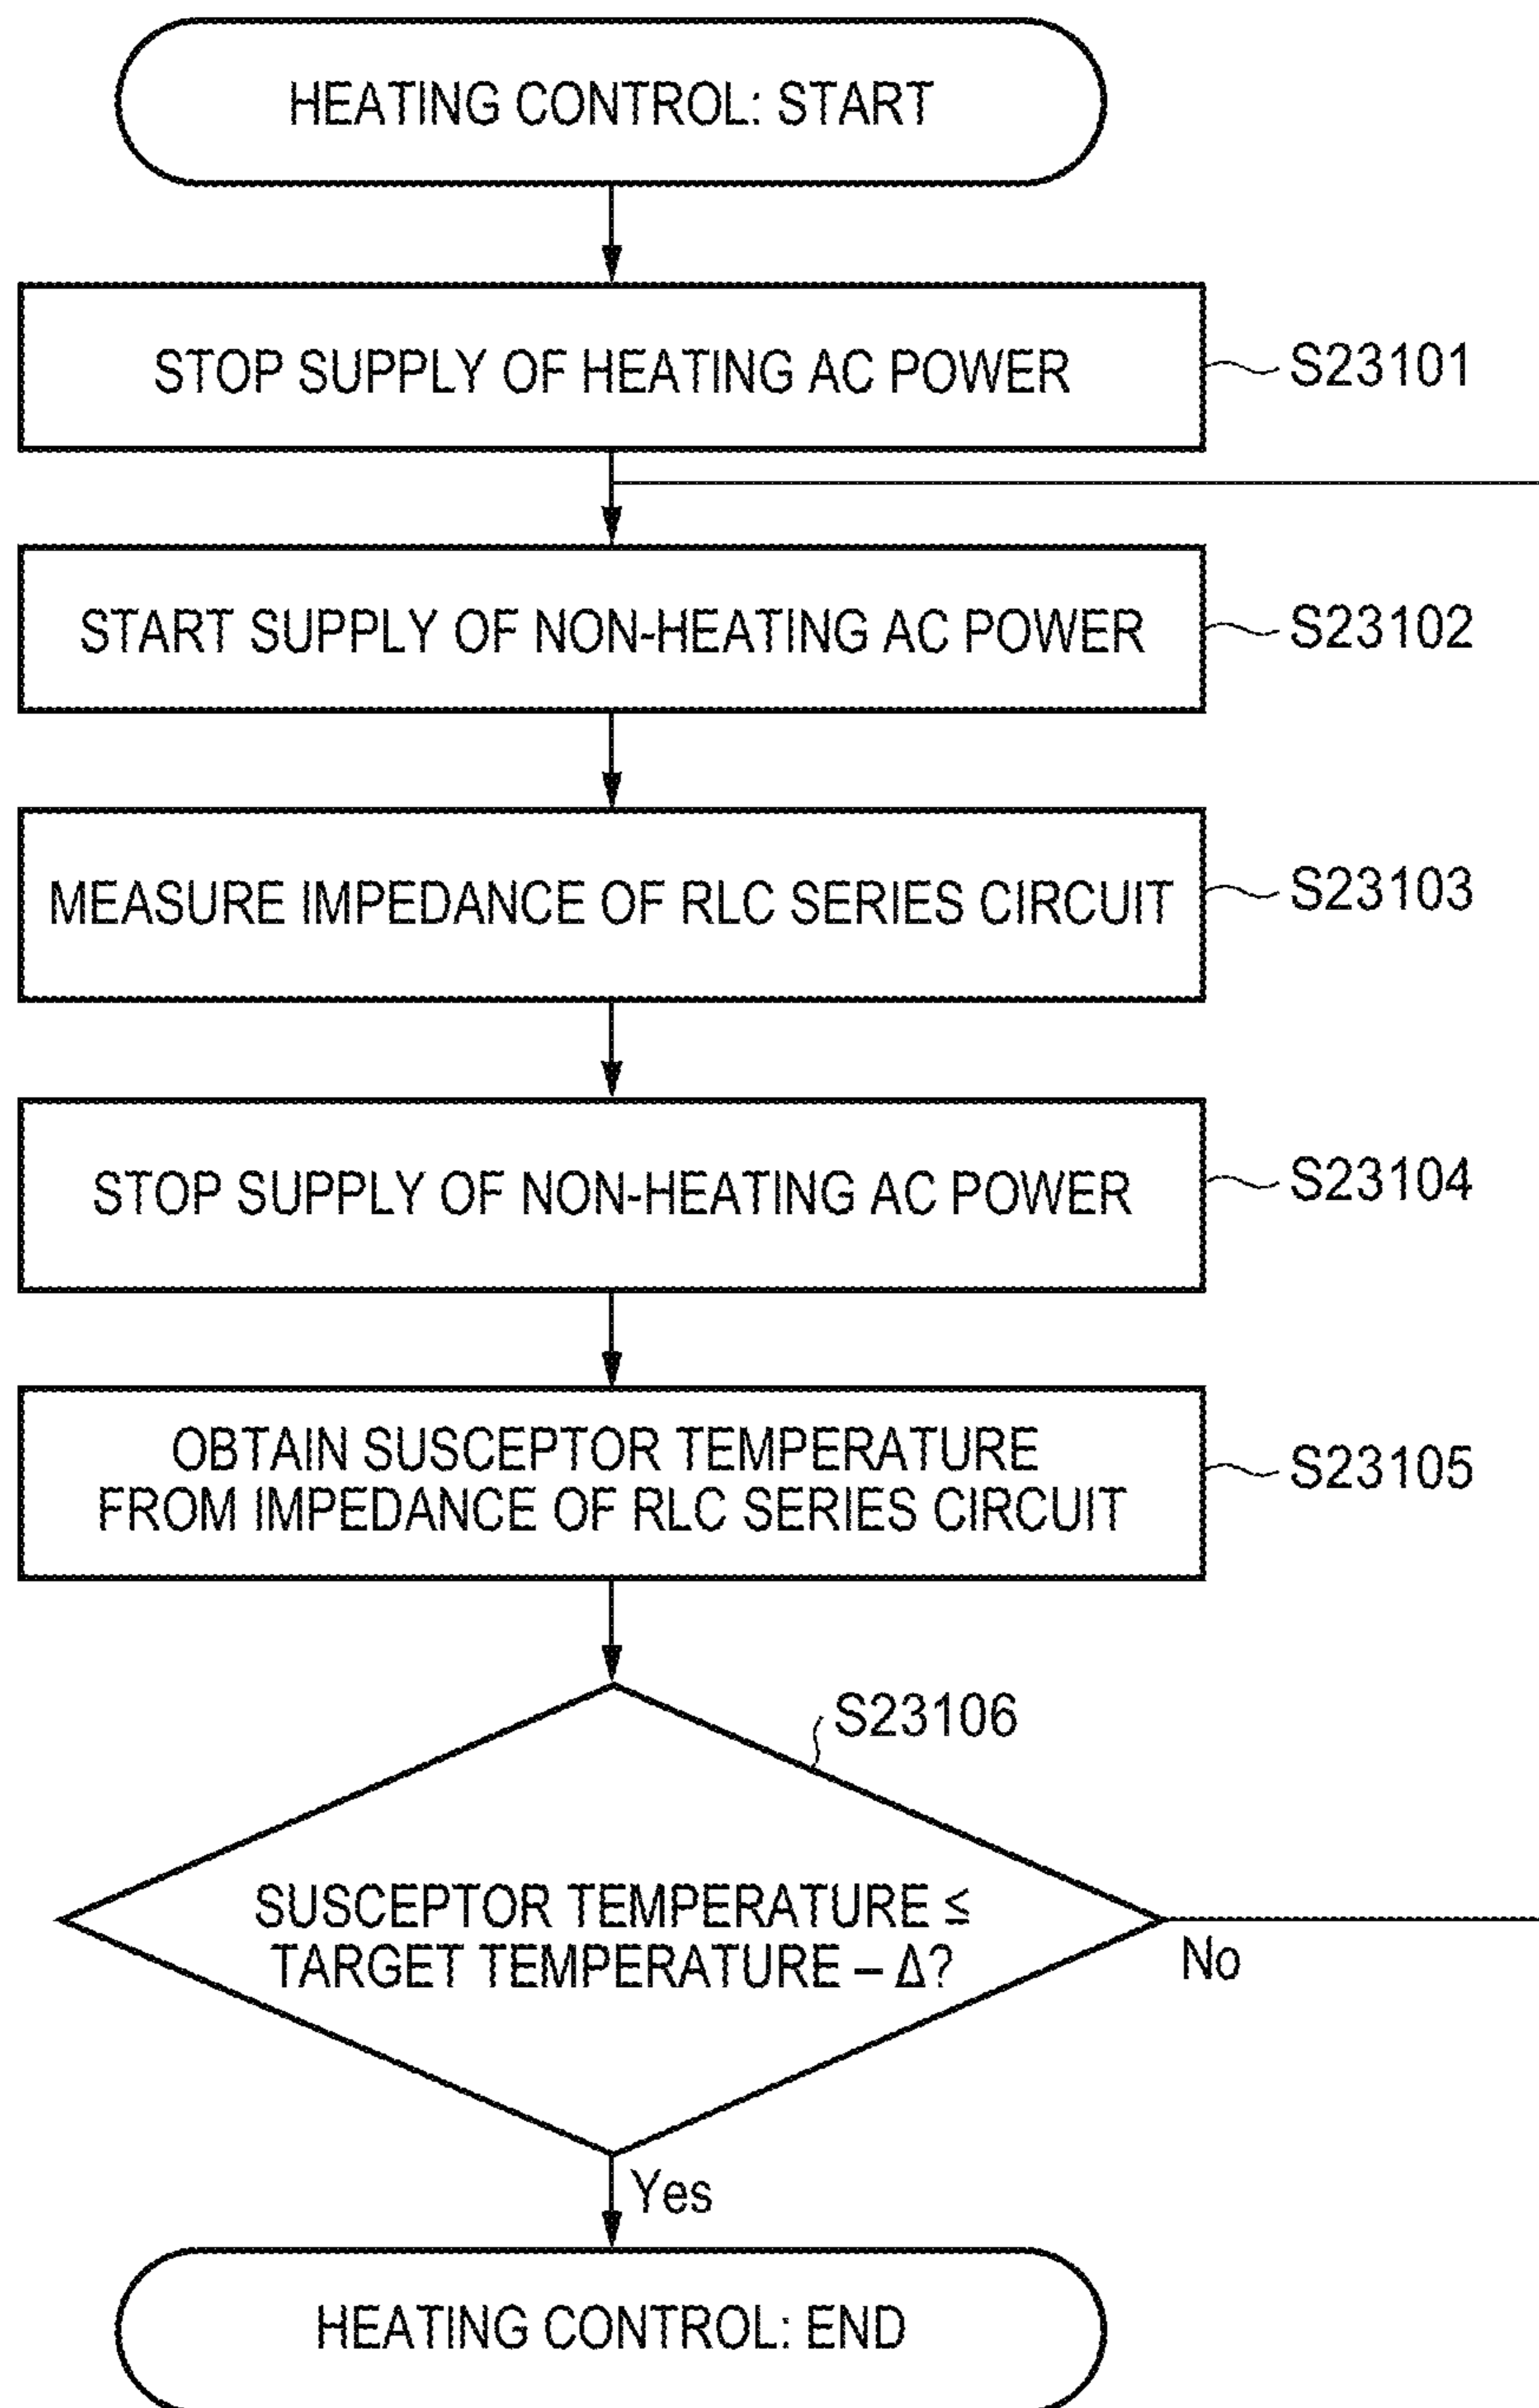 HEATING CONTROL: START
STOP SUPPLY OF HEATING AC POWER
S23101
START SUPPLY OF NON-HEATING AC POWER
S23102
MEASURE IMPEDANCE OF RLC SERIES CIRCUIT
S23103
STOP SUPPLY OF NON-HEATING AC POWER
S23104
OBTAIN SUSCEPTOR TEMPERATURE
FROM IMPEDANCE OF RLC SERIES CIRCUIT
S23105
S23106
SUSCEPTOR TEMPERATURE ≤
TARGET TEMPERATURE – Δ?
No
Yes
HEATING CONTROL: END